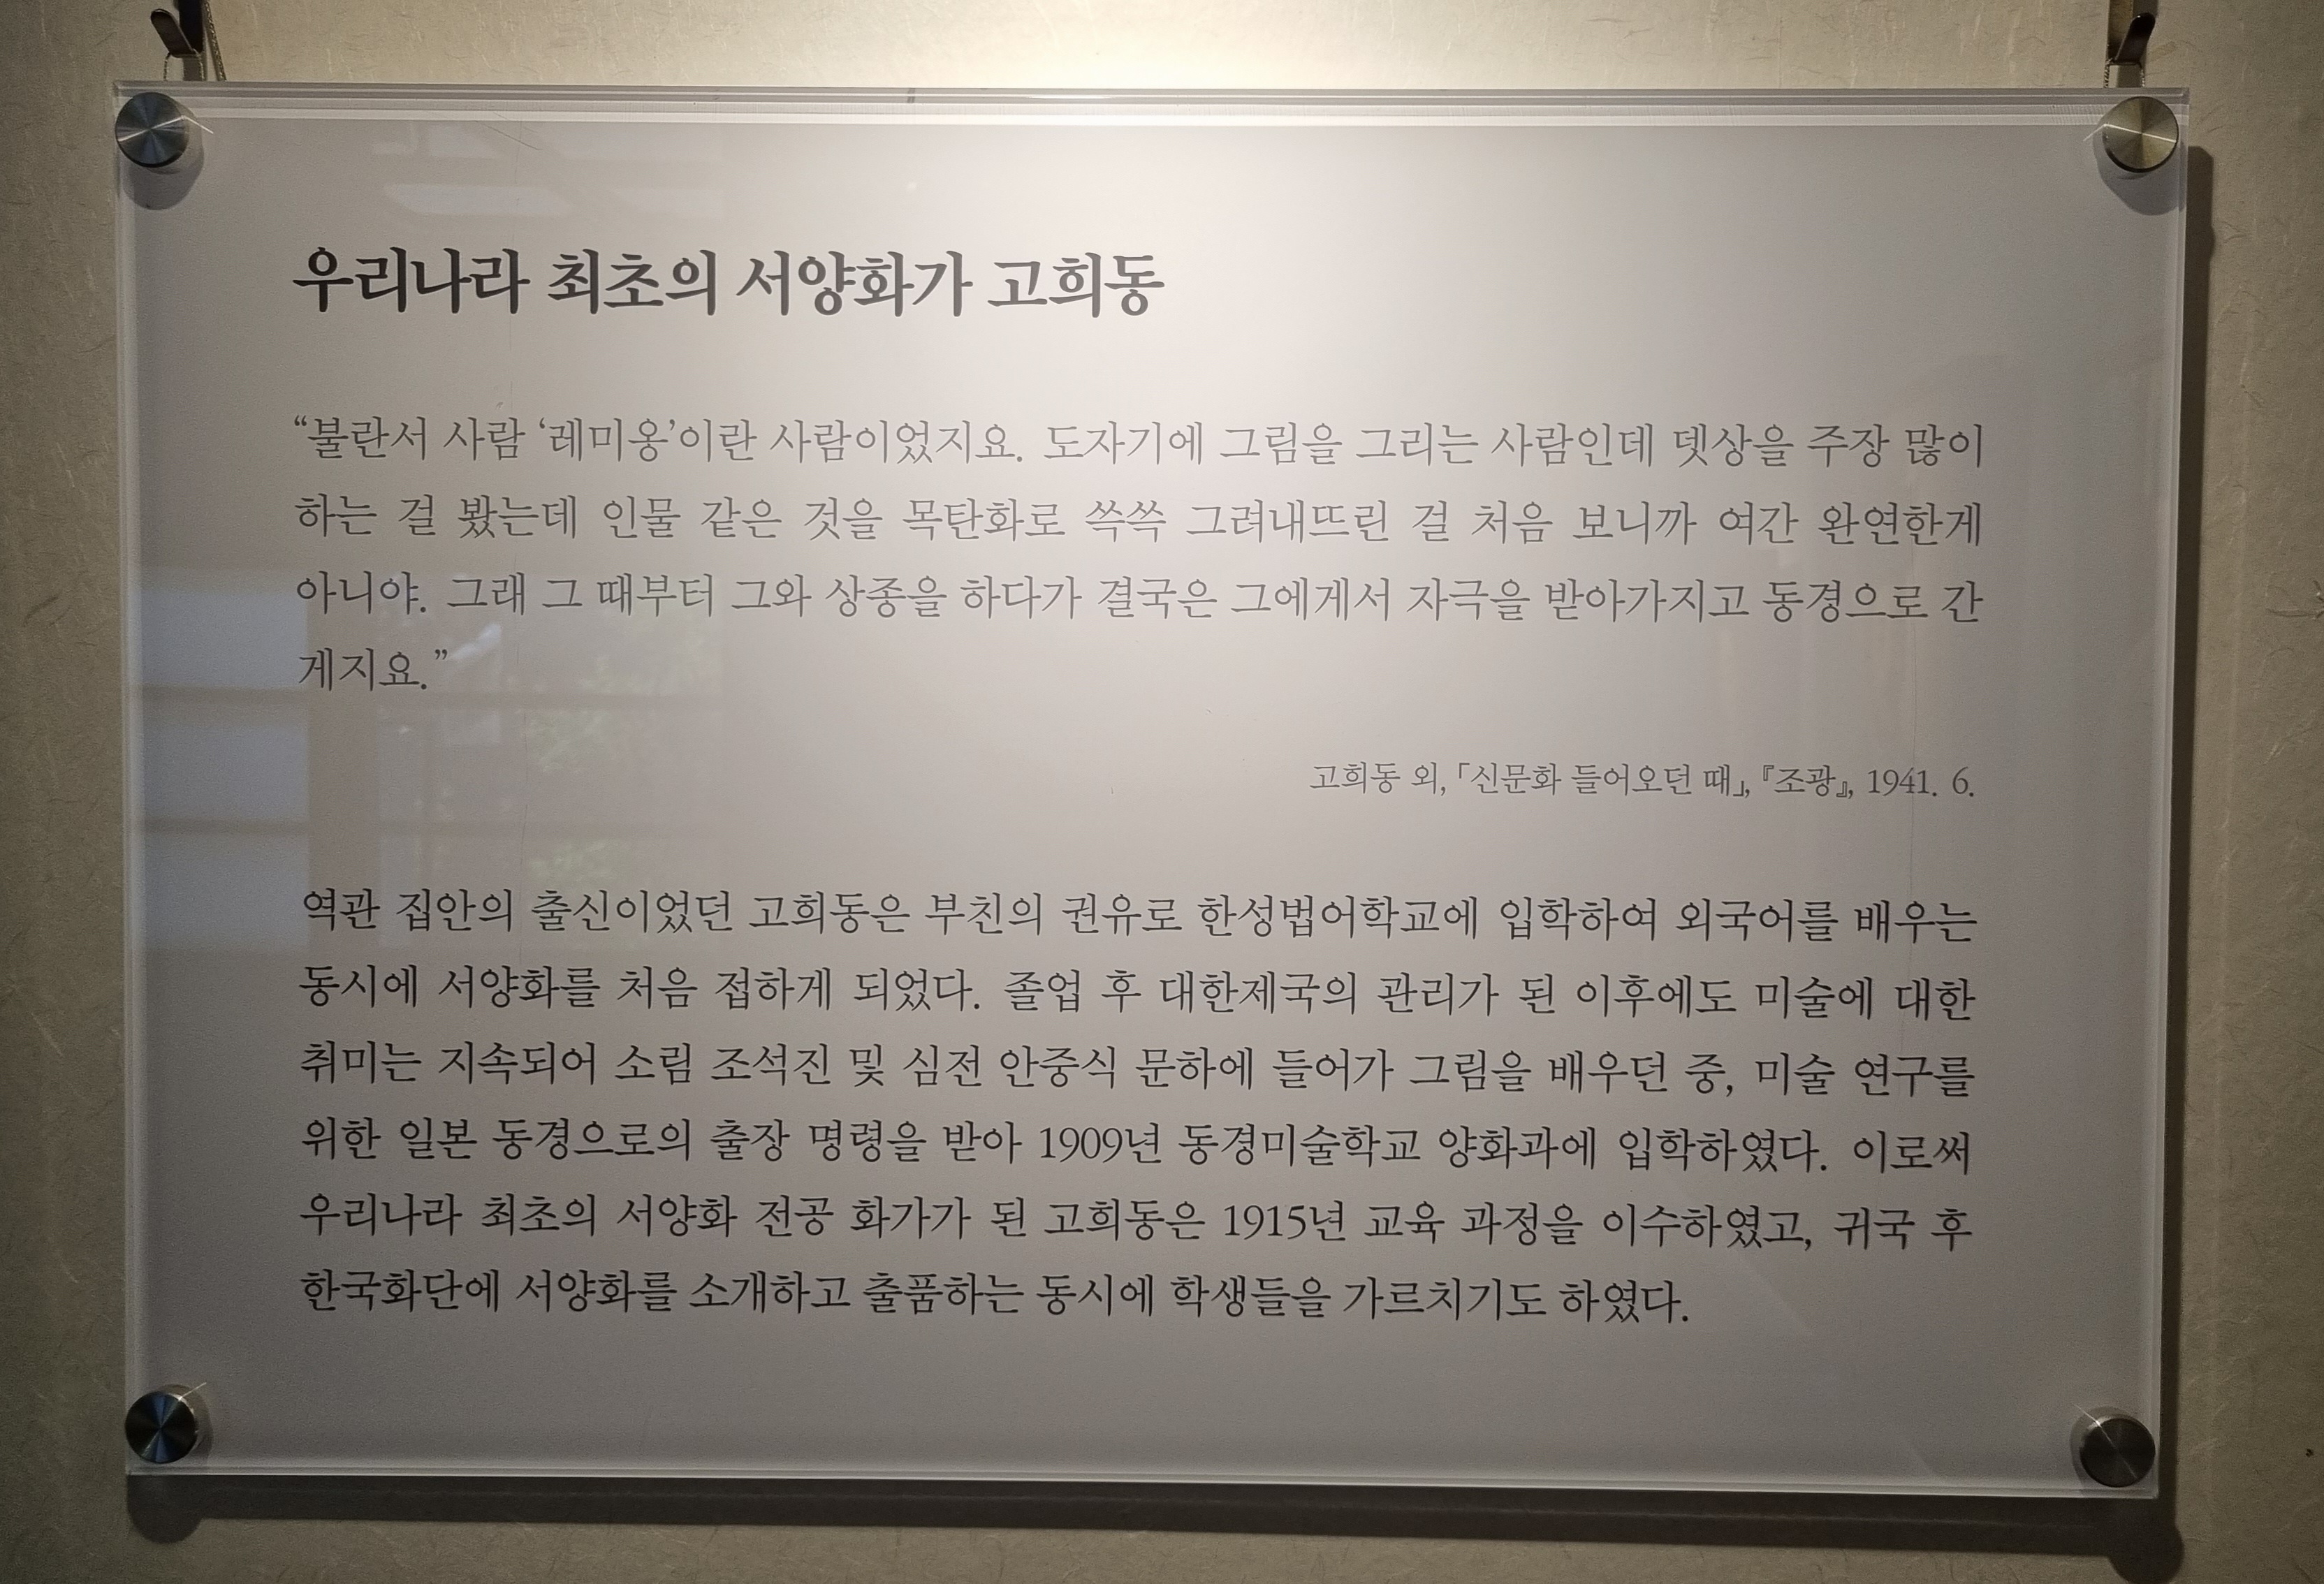 우리나라 최초의 서양화가 고희동
“불란서 사람 ‘레미옹’이란 사람이었지요. 도자기에 그림을 그리는 사람인데 뎃상을 주장 많이
하는 걸 봤는데 인물 같은 것을 목탄화로 쓱쓱 그려내뜨린 걸 처음 보니까 여간 완연한게
아니야. 그래 그 때부터 그와 상종을 하다가 결국은 그에게서 자극을 받아가지고 동경으로 간
게지요.”
고희동 외, 「신문화 들어오던 때」, 『조광』, 1941. 6.
역관 집안의 출신이었던 고희동은 부친의 권유로 한성법어학교에 입학하여 외국어를 배우는
동시에 서양화를 처음 접하게 되었다. 졸업 후 대한제국의 관리가 된 이후에도 미술에 대한
취미는 지속되어 소림 조석진 및 심전 안중식 문하에 들어가 그림을 배우던 중, 미술 연구를
위한 일본 동경으로의 출장 명령을 받아 1909년 동경미술학교 양화과에 입학하였다. 이로써
우리나라 최초의 서양화 전공 화가가 된 고희동은 1915년 교육 과정을 이수하였고, 귀국 후
한국화단에 서양화를 소개하고 출품하는 동시에 학생들을 가르치기도 하였다.